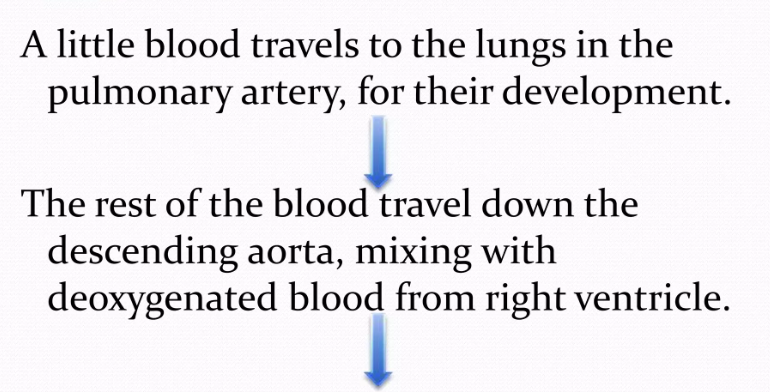 A little blood travels to the lungs in the
pulmonary artery, for their development.
The rest of the blood travel down the
descending aorta, mixing with
deoxygenated blood from right ventricle.